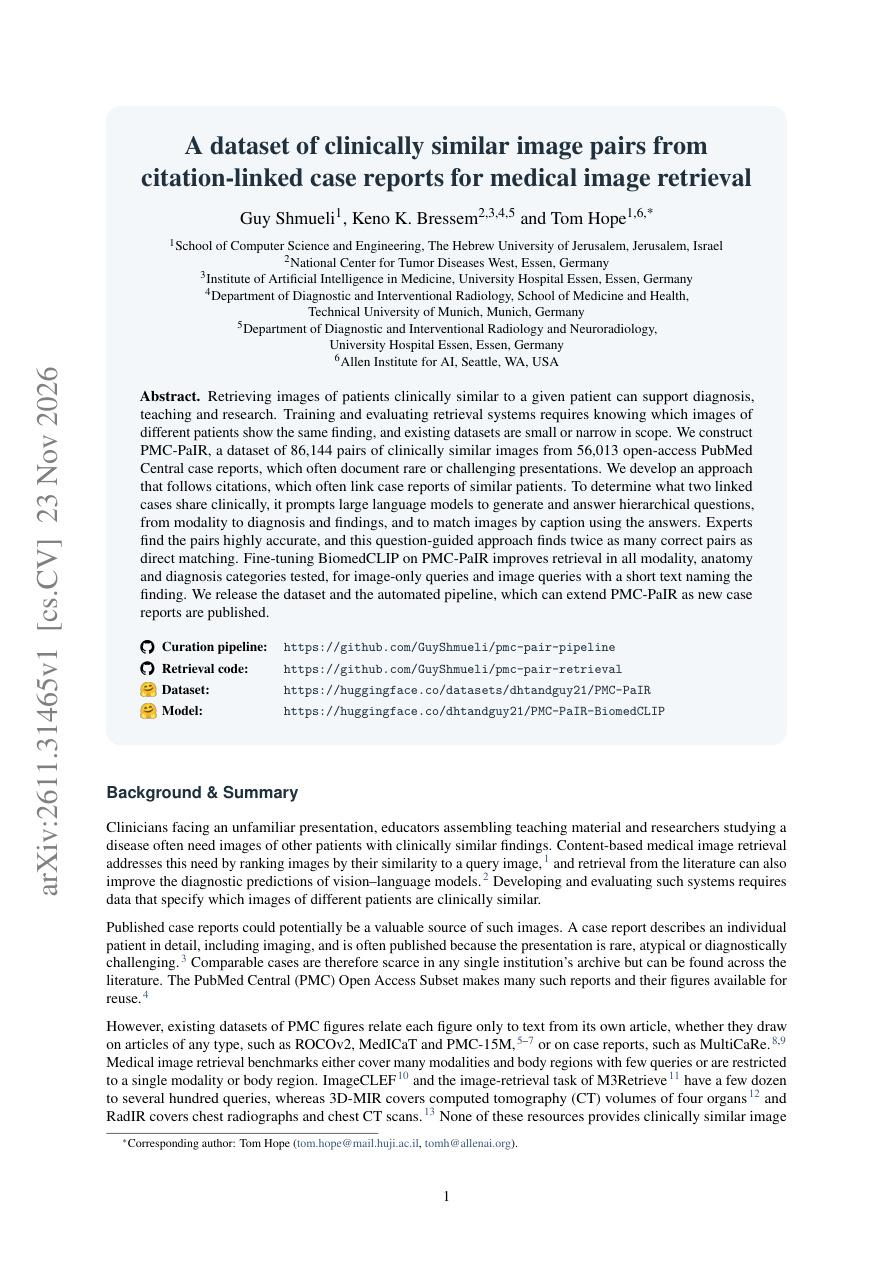 arXiv:2611.31465v1 [cs.CV] 23 Nov 2026
A dataset of clinically similar image pairs from
citation-linked case reports for medical image retrieval
Guy Shmueli1, Keno K. Bressem2,3,4,5 and Tom Hope1,6,*
1School of Computer Science and Engineering, The Hebrew University of Jerusalem, Jerusalem, Israel
2National Center for Tumor Diseases West, Essen, Germany
3Institute of Artificial Intelligence in Medicine, University Hospital Essen, Essen, Germany
4Department of Diagnostic and Interventional Radiology, School of Medicine and Health,
Technical University of Munich, Munich, Germany
5Department of Diagnostic and Interventional Radiology and Neuroradiology,
University Hospital Essen, Essen, Germany
6Allen Institute for AI, Seattle, WA, USA
Abstract. Retrieving images of patients clinically similar to a given patient can support diagnosis,
teaching and research. Training and evaluating retrieval systems requires knowing which images of
different patients show the same finding, and existing datasets are small or narrow in scope. We construct
PMC-PaIR, a dataset of 86,144 pairs of clinically similar images from 56,013 open-access PubMed
Central case reports, which often document rare or challenging presentations. We develop an approach
that follows citations, which often link case reports of similar patients. To determine what two linked
cases share clinically, it prompts large language models to generate and answer hierarchical questions,
from modality to diagnosis and findings, and to match images by caption using the answers. Experts
find the pairs highly accurate, and this question-guided approach finds twice as many correct pairs as
direct matching. Fine-tuning BiomedCLIP on PMC-PaIR improves retrieval in all modality, anatomy
and diagnosis categories tested, for image-only queries and image queries with a short text naming the
finding. We release the dataset and the automated pipeline, which can extend PMC-PaIR as new case
reports are published.
Curation pipeline: https://github.com/GuyShmueli/pmc-pair-pipeline
Retrieval code: https://github.com/GuyShmueli/pmc-pair-retrieval
Dataset: https://huggingface.co/datasets/dhtandguy21/PMC-PaIR
Model: https://huggingface.co/dhtandguy21/PMC-PaIR-BiomedCLIP
Background & Summary
Clinicians facing an unfamiliar presentation, educators assembling teaching material and researchers studying a
disease often need images of other patients with clinically similar findings. Content-based medical image retrieval
addresses this need by ranking images by their similarity to a query image,1 and retrieval from the literature can also
improve the diagnostic predictions of vision–language models.2 Developing and evaluating such systems requires
data that specify which images of different patients are clinically similar.
Published case reports could potentially be a valuable source of such images. A case report describes an individual
patient in detail, including imaging, and is often published because the presentation is rare, atypical or diagnostically
challenging.3 Comparable cases are therefore scarce in any single institution's archive but can be found across the
literature. The PubMed Central (PMC) Open Access Subset makes many such reports and their figures available for
reuse.4
However, existing datasets of PMC figures relate each figure only to text from its own article, whether they draw
on articles of any type, such as ROCOv2, MedICaT and PMC-15M,5–7 or on case reports, such as MultiCaRe.8,9
Medical image retrieval benchmarks either cover many modalities and body regions with few queries or are restricted
to a single modality or body region. ImageCLEF10 and the image-retrieval task of M3Retrieve11 have a few dozen
to several hundred queries, whereas 3D-MIR covers computed tomography (CT) volumes of four organs12 and
RadIR covers chest radiographs and chest CT scans.13 None of these resources provides clinically similar image
*Corresponding author: Tom Hope (tom.hope@mail.huji.ac.il, tomh@allenai.org).
1